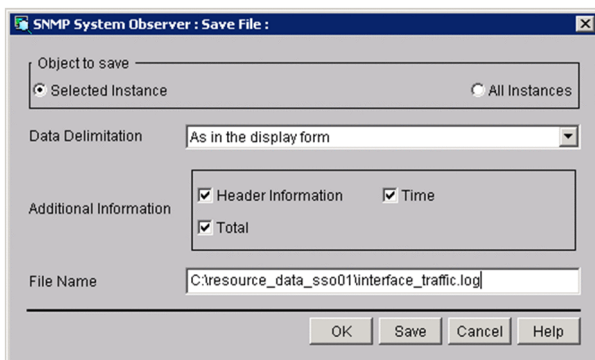 SNMP System Observer : Save File :
Object to save
Selected Instance
All Instances
Data Delimitation
As in the display form
Additional Information
Header Information
Time
Total
File Name
C:\resource_data_sso01\interface_traffic.log
OK
Save
Cancel
Help